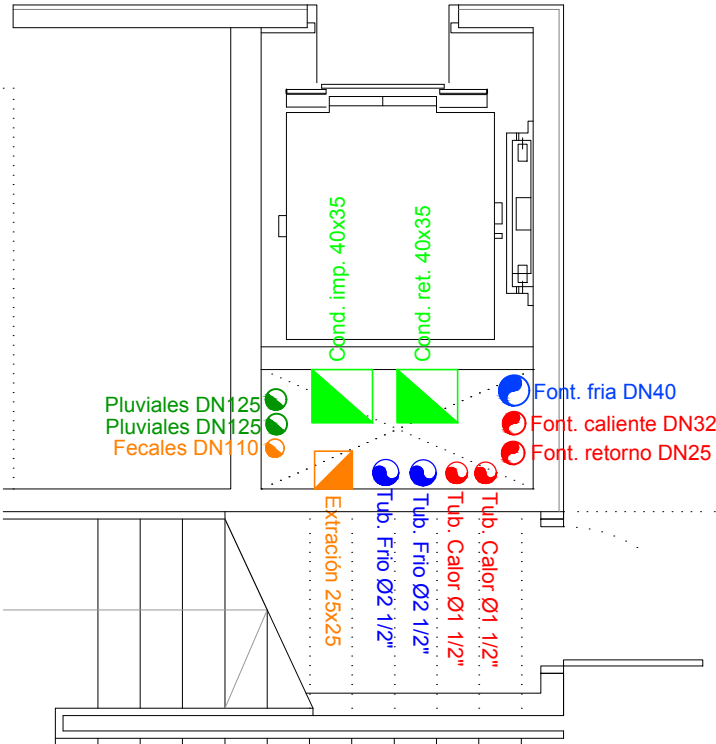 Cond. imp. 40x35
Cond. ret. 40x35
Pluviales DN125
Pluviales DN125
Fecales DN110
Font. fria DN40
Font. caliente DN32
Font. retorno DN25
Extración 25x25
Tub. Frio Ø2 1/2"
Tub. Frio Ø2 1/2"
Tub. Calor Ø1 1/2"
Tub. Calor Ø1 1/2"